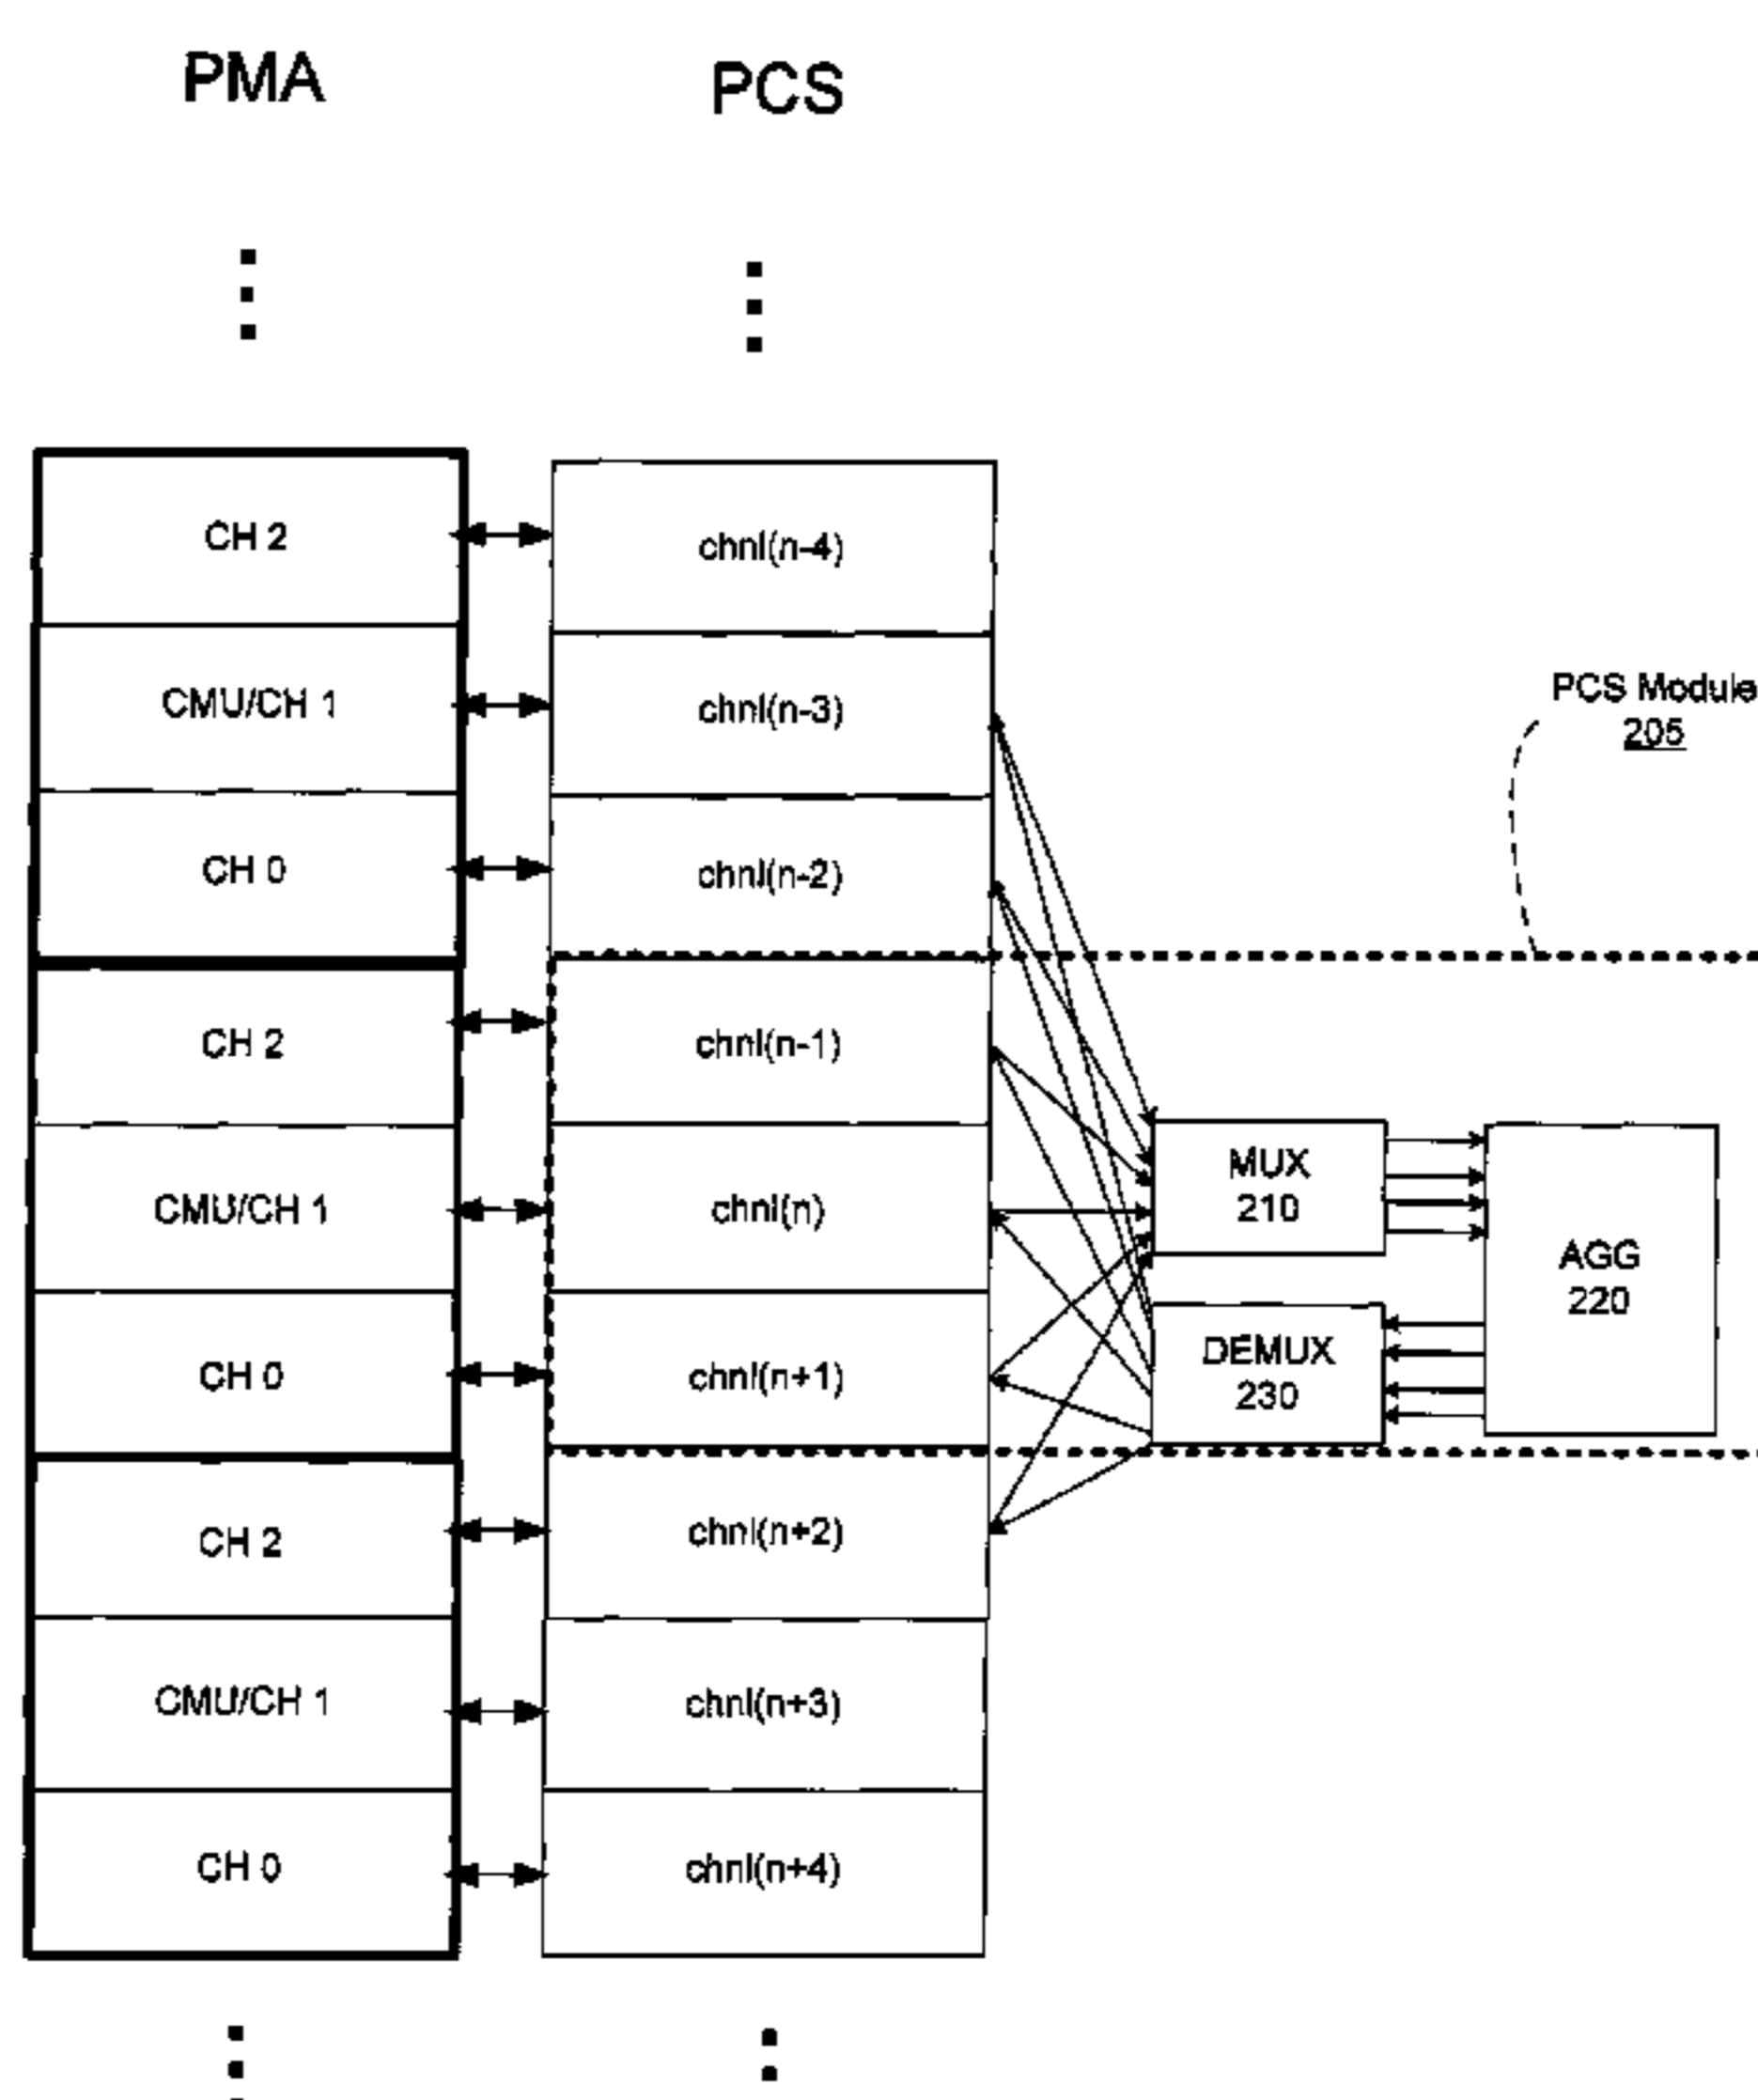 PMA
PCS
CH 2
chnl(n-4)
CMU/CH 1
chnl(n-3)
PCS Module
205
CH 0
chnl(n-2)
CH 2
chnl(n-1)
CMU/CH 1
chnl(n)
MUX
210
AGG
220
CH 0
chnl(n+1)
DEMUX
230
CH 2
chnl(n+2)
CMU/CH 1
chnl(n+3)
CH 0
chnl(n+4)